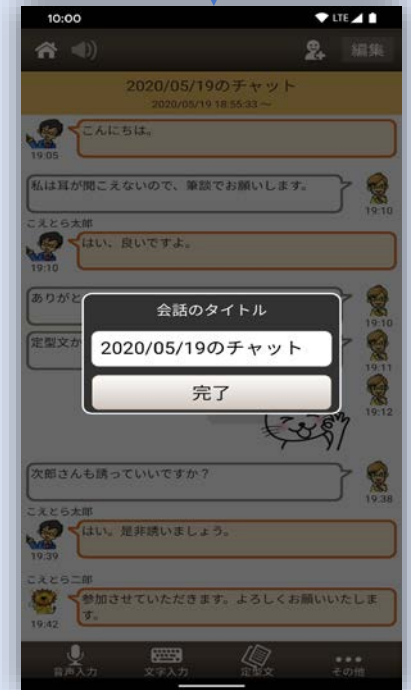 10:00
LTE
編集
2020/05/19のチャット
2020/05/19 18:55:33 ~
こんにちは。
19:05
私は耳が聞こえないので、筆談でお願いします。
19:10
こえとら太郎
はい、良いですよ。
19:10
ありがと
19:10
会話のタイトル
定型文か
2020/05/19のチャット
19:11
完了
19:12
次郎さんも誘っていいですか？
19:38
こえとら太郎
はい。是非誘いましょう。
19:39
こえとら二郎
参加させていただきます。よろしくお願いいたしま
す。
19:42
音声入力
文字入力
定型文
その他